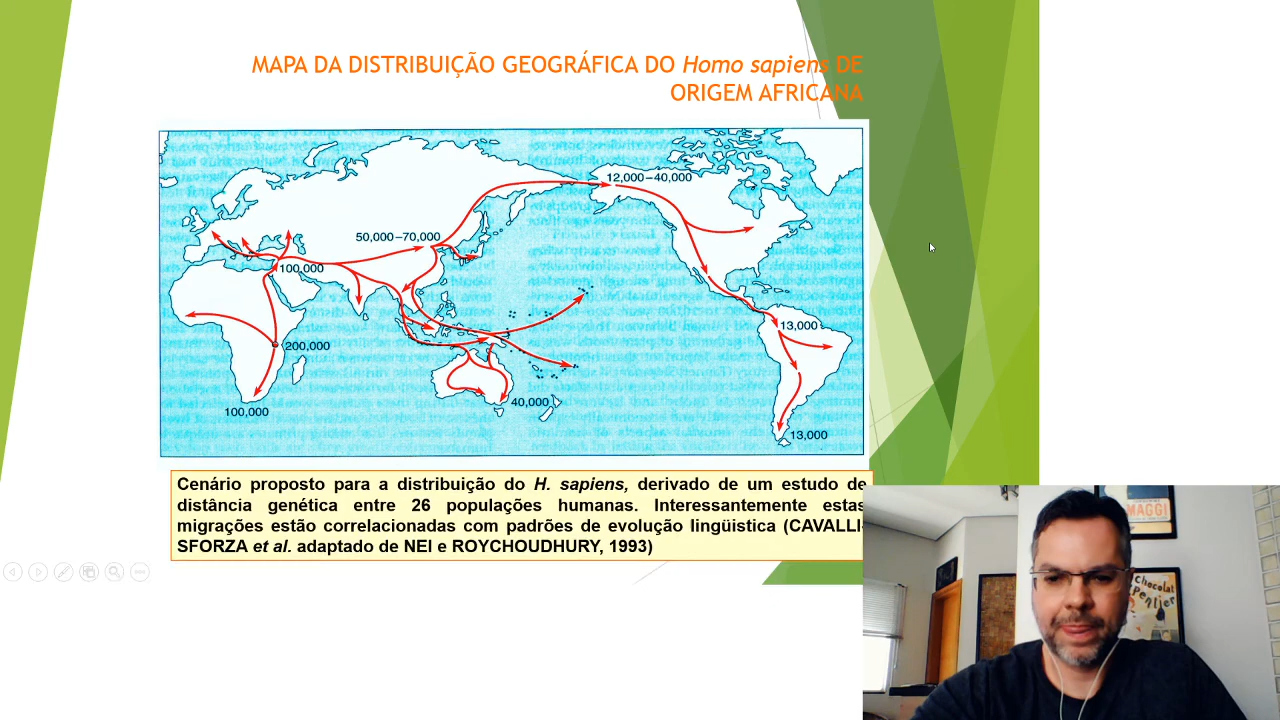 MAPA DA DISTRIBUIÇÃO GEOGRÁFICA DO Homo sapiens DE
ORIGEM AFRICANA
12,000–40,000
50,000–70,000
100,000
13,000
200,000
40,000
100,000
13,000
Cenário proposto para a distribuição do H. sapiens, derivado de um estudo de
distância genética entre 26 populações humanas. Interessantemente estas
migrações estão correlacionadas com padrões de evolução lingüistica (CAVALLI-
SFORZA et al. adaptado de NEI e ROYCHOUDHURY, 1993)
MAGGI
Chocolat